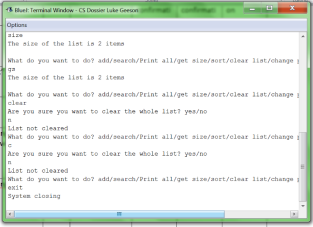 BlueJ: Terminal Window - CS Dossier Luke Geeson
Options
size
The size of the list is 2 items
What do you want to do? add/search/Print all/get size/sort/clear list/change
gs
The size of the list is 2 items
What do you want to do? add/search/Print all/get size/sort/clear list/change
clear
Are you sure you want to clear the whole list? yes/no
n
List not cleared
What do you want to do? add/search/Print all/get size/sort/clear list/change
c
Are you sure you want to clear the whole list? yes/no
n
List not cleared
What do you want to do? add/search/Print all/get size/sort/clear list/change
exit
System closing